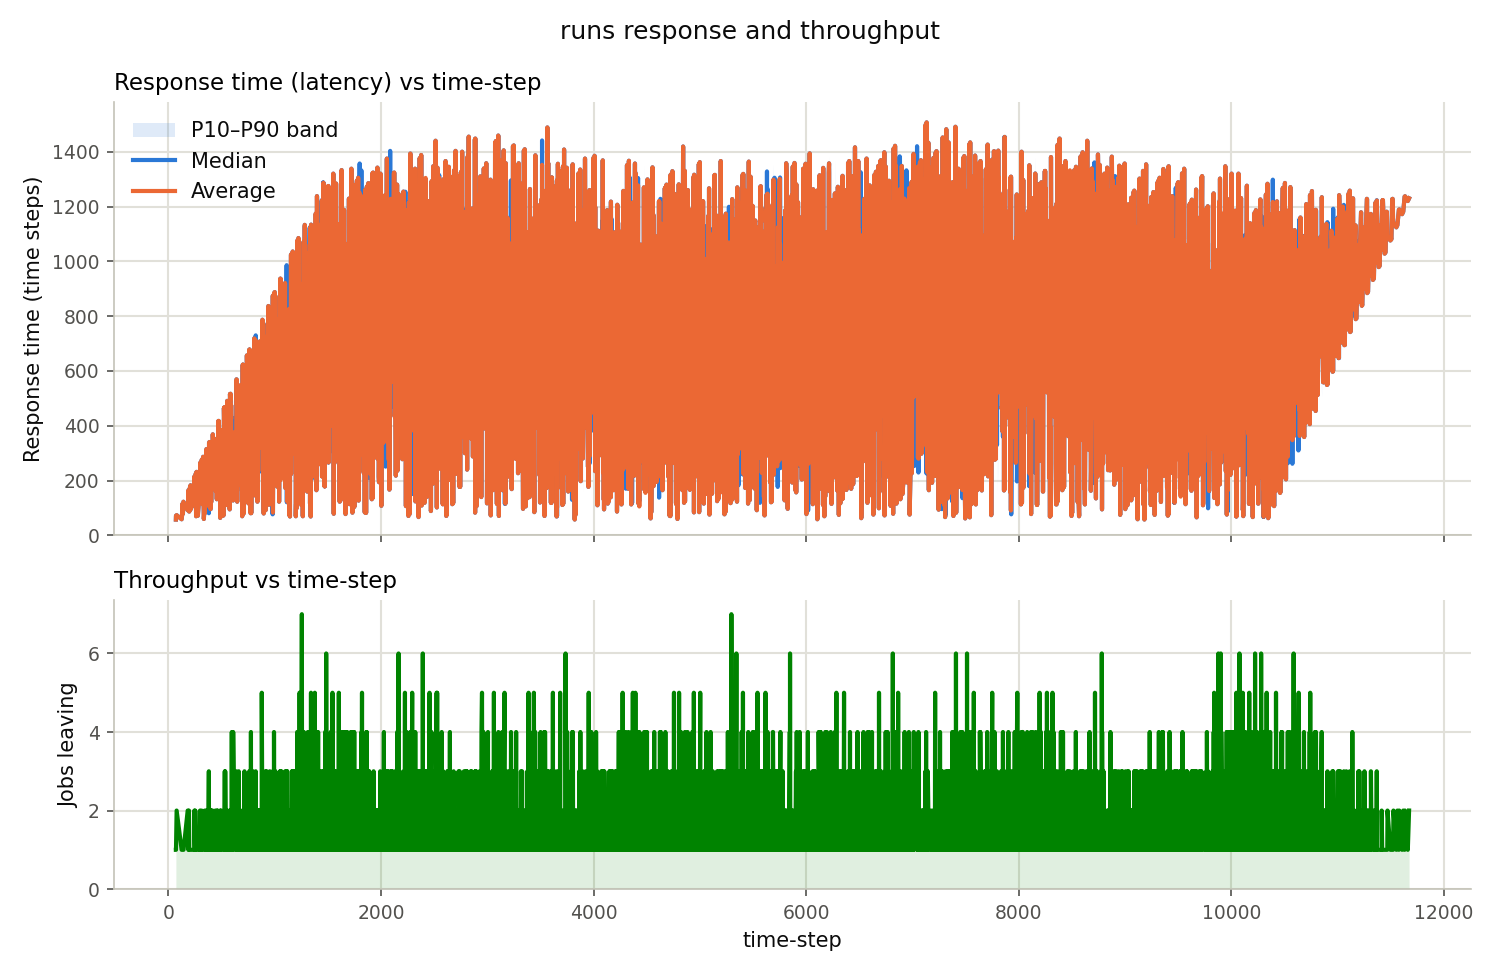 runs response and throughput
Response time (latency) vs time-step
P10–P90 band
Median
Average
Response time (time steps)
1400
1200
1000
800
600
400
200
0
Throughput vs time-step
Jobs leaving
6
4
2
0
0 2000 4000 6000 8000 10000 12000
time-step